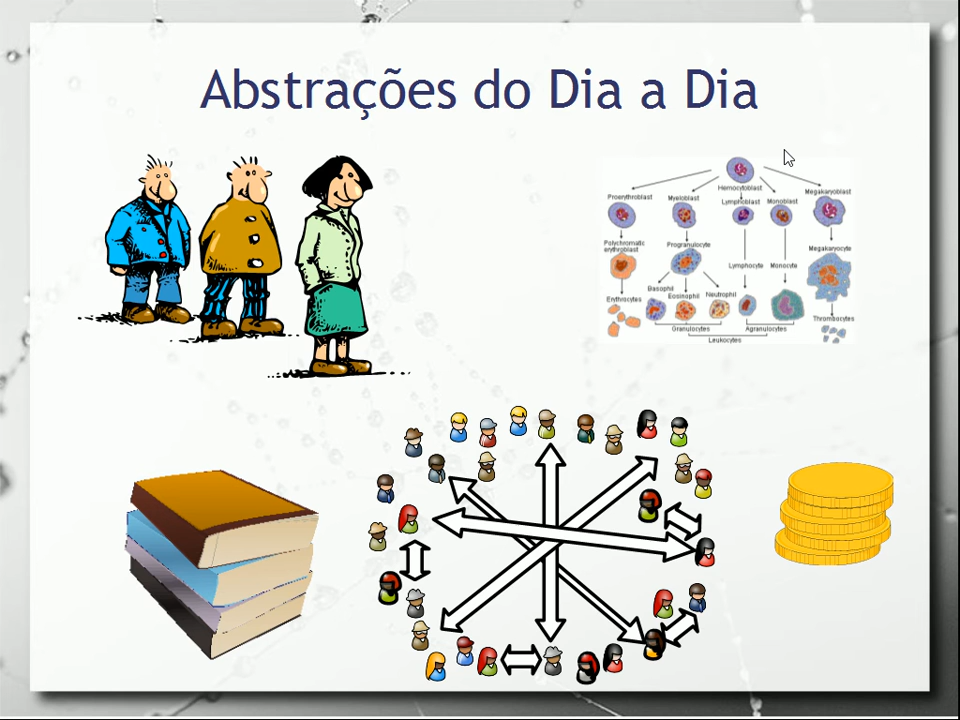 Abstrações do Dia a Dia
Hemocytoblast
Proerythroblast
Myeloblast
Lymphoblast
Monoblast
Megakaryoblast
Polychromatic
erythroblast
Progranulocyte
Lymphocyte
Monocyte
Megakaryocyte
Basophil
Eosinophil
Neutrophil
Erythrocytes
Granulocytes
Agranulocytes
Thrombocytes
Leukocytes